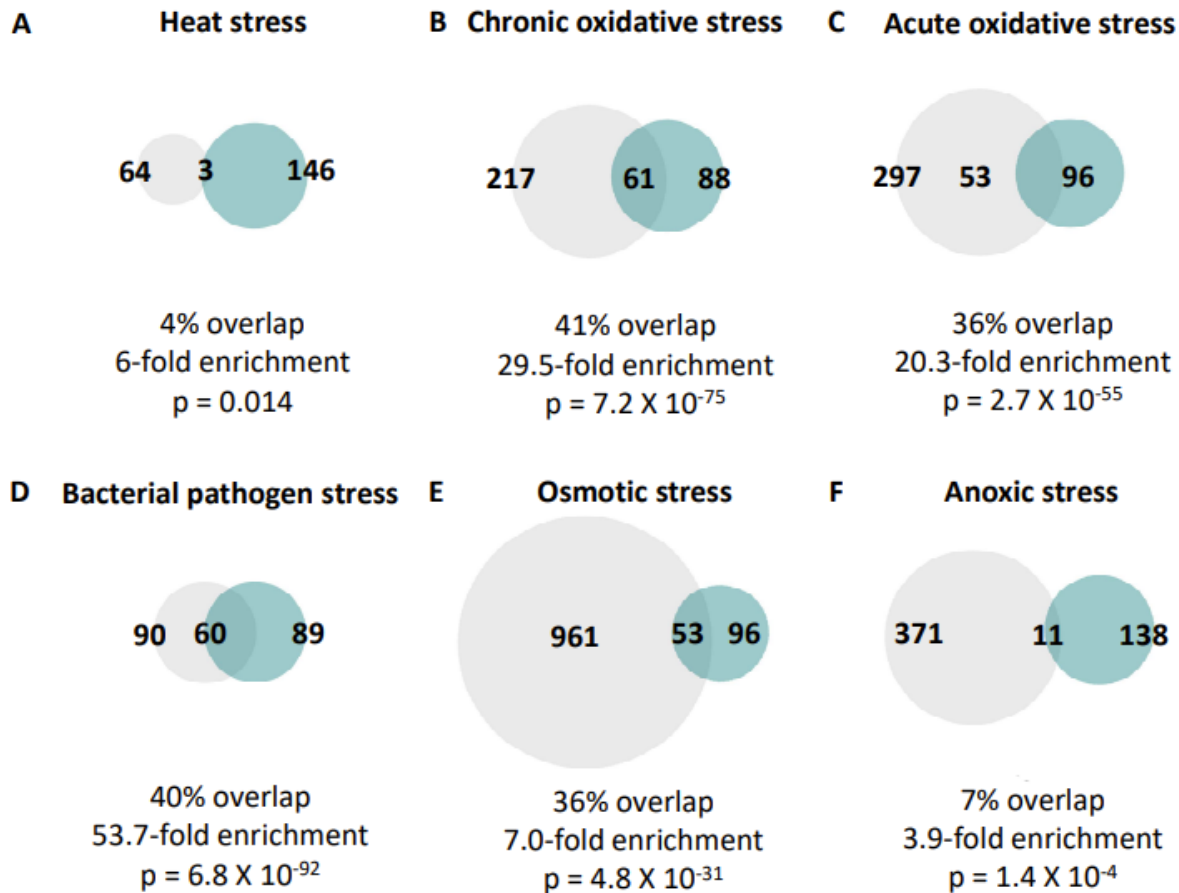 A Heat stress
64 3 146
4% overlap
6-fold enrichment
p = 0.014
B Chronic oxidative stress
217 61 88
41% overlap
29.5-fold enrichment
p = 7.2 X 10⁻⁷⁵
C Acute oxidative stress
297 53 96
36% overlap
20.3-fold enrichment
p = 2.7 X 10⁻⁵⁵
D Bacterial pathogen stress
90 60 89
40% overlap
53.7-fold enrichment
p = 6.8 X 10⁻⁹²
E Osmotic stress
961 53 96
36% overlap
7.0-fold enrichment
p = 4.8 X 10⁻³¹
F Anoxic stress
371 11 138
7% overlap
3.9-fold enrichment
p = 1.4 X 10⁻⁴